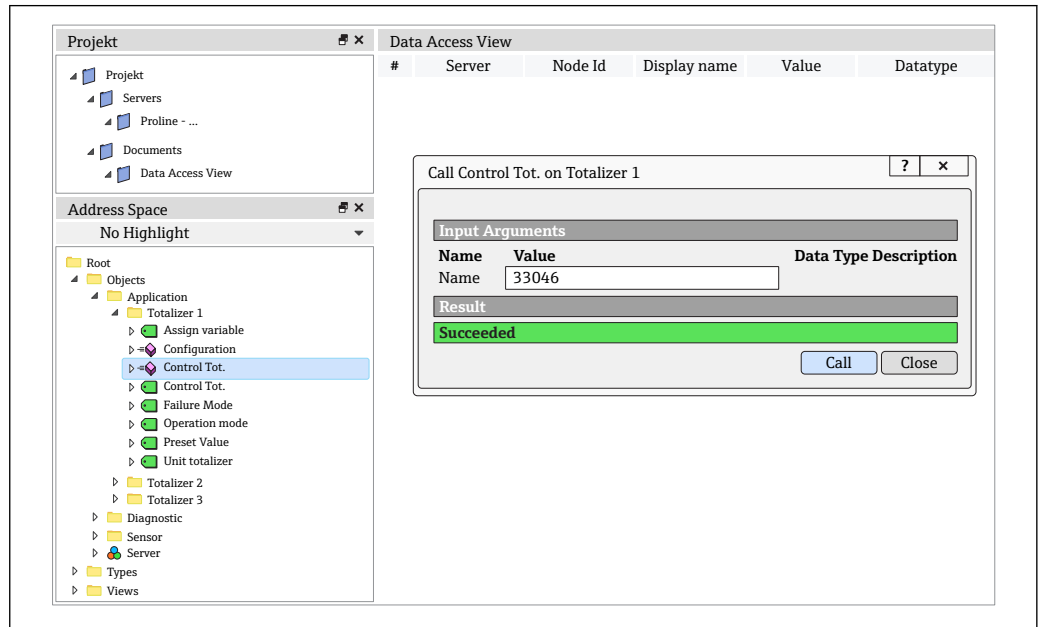 Projekt
Projekt
Servers
Proline - ...
Documents
Data Access View
Address Space
No Highlight
Root
Objects
Application
Totalizer 1
Assign variable
Configuration
Control Tot.
Control Tot.
Failure Mode
Operation mode
Preset Value
Unit totalizer
Totalizer 2
Totalizer 3
Diagnostic
Sensor
Server
Types
Views
Data Access View
# Server Node Id Display name Value Datatype
Call Control Tot. on Totalizer 1
? ×
Input Arguments
Name Value Data Type Description
Name 33046
Result
Succeeded
Call Close